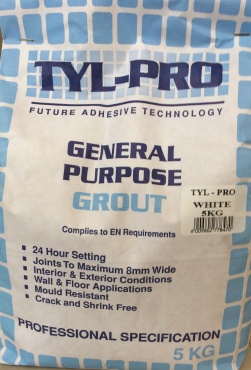 TYL-PRO
FUTURE ADHESIVE TECHNOLOGY
GENERAL
PURPOSE
GROUT
TYL - PRO
WHITE
5KG
Complies to EN Requirements
24 Hour Setting
Joints To Maximum 8mm Wide
Interior & Exterior Conditions
Wall & Floor Applications
Mould Resistant
Crack and Shrink Free
PROFESSIONAL SPECIFICATION
5 KG